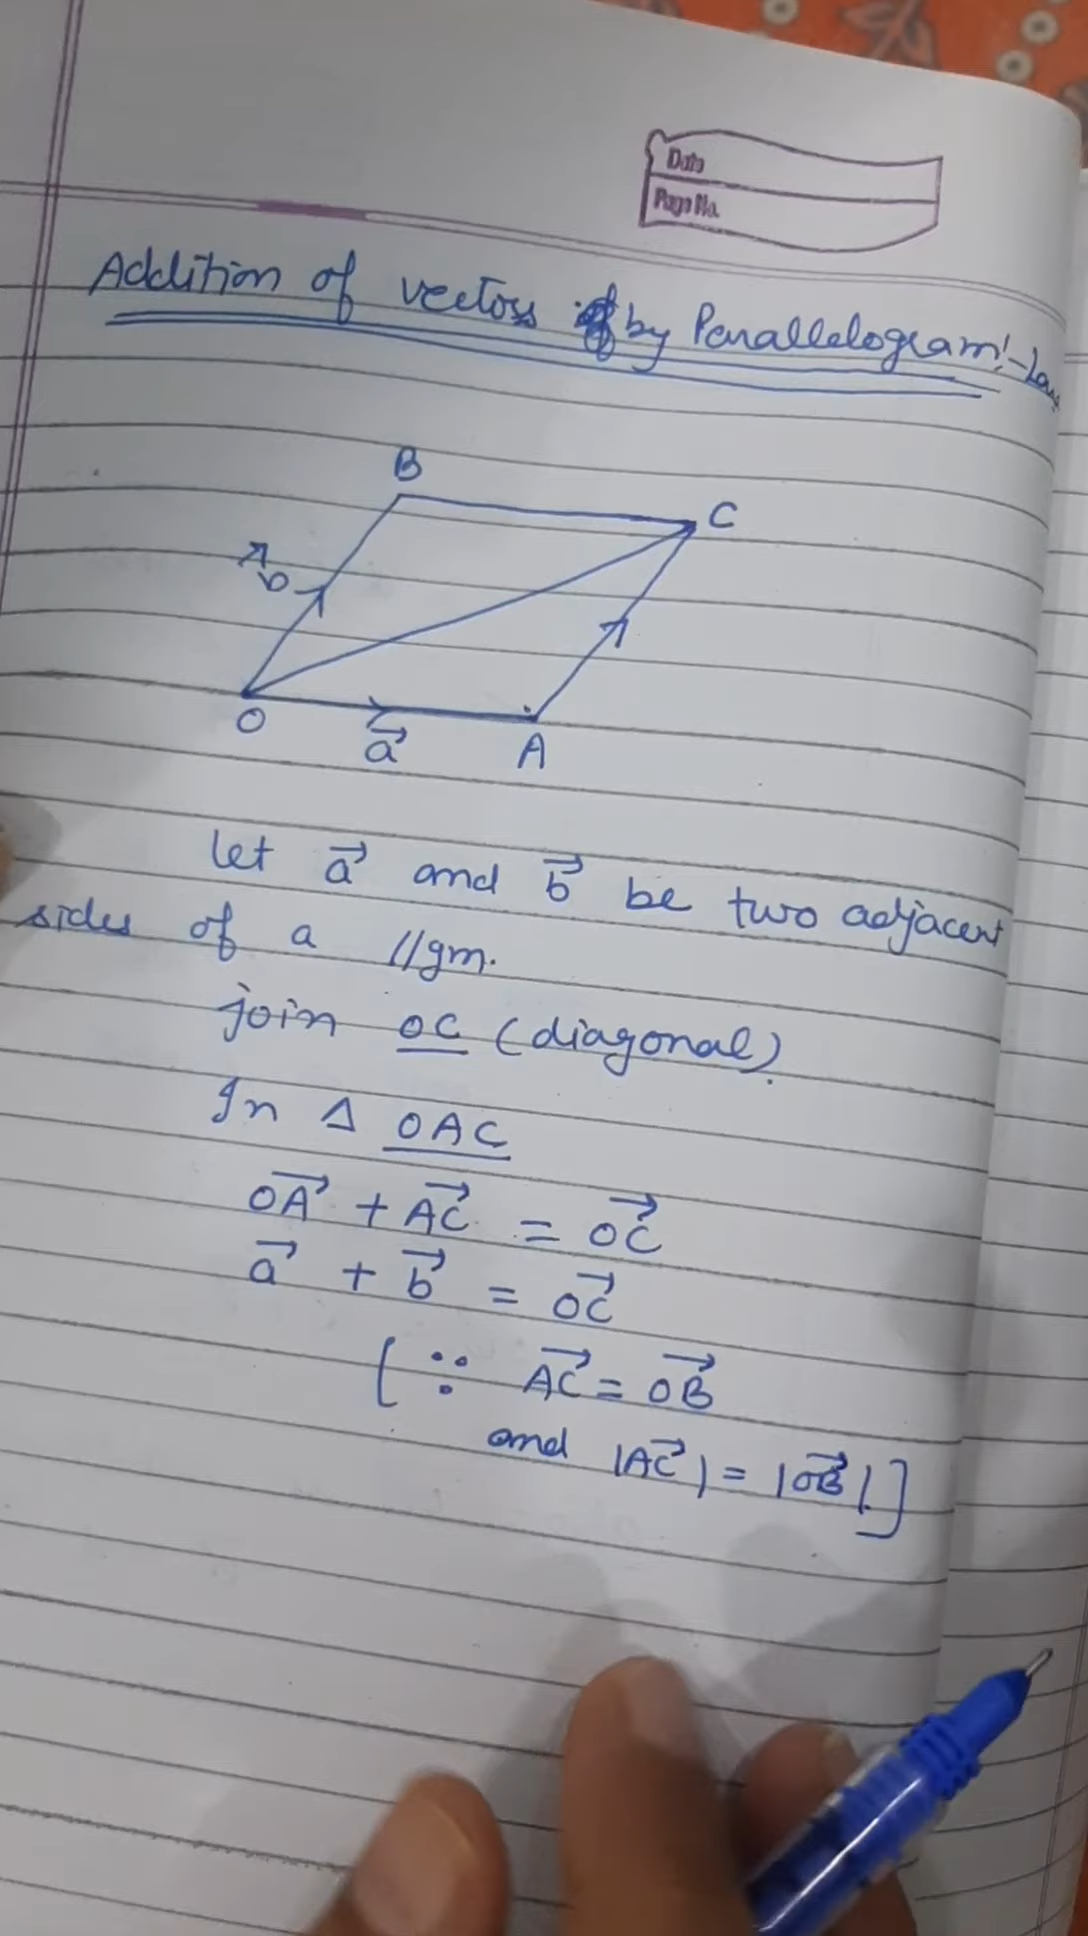 Date
Page No.
Addition of vectors by Parallelogram:- Law
B
C
b⃗
O
a⃗
A
let a⃗ and b⃗ be two adjacent
sides of a //gm.
join OC (diagonal).
In Δ OAC
OA⃗ + AC⃗ = OC⃗
a⃗ + b⃗ = OC⃗
[ ∵ AC⃗ = OB⃗
and |AC⃗| = |OB⃗|.]